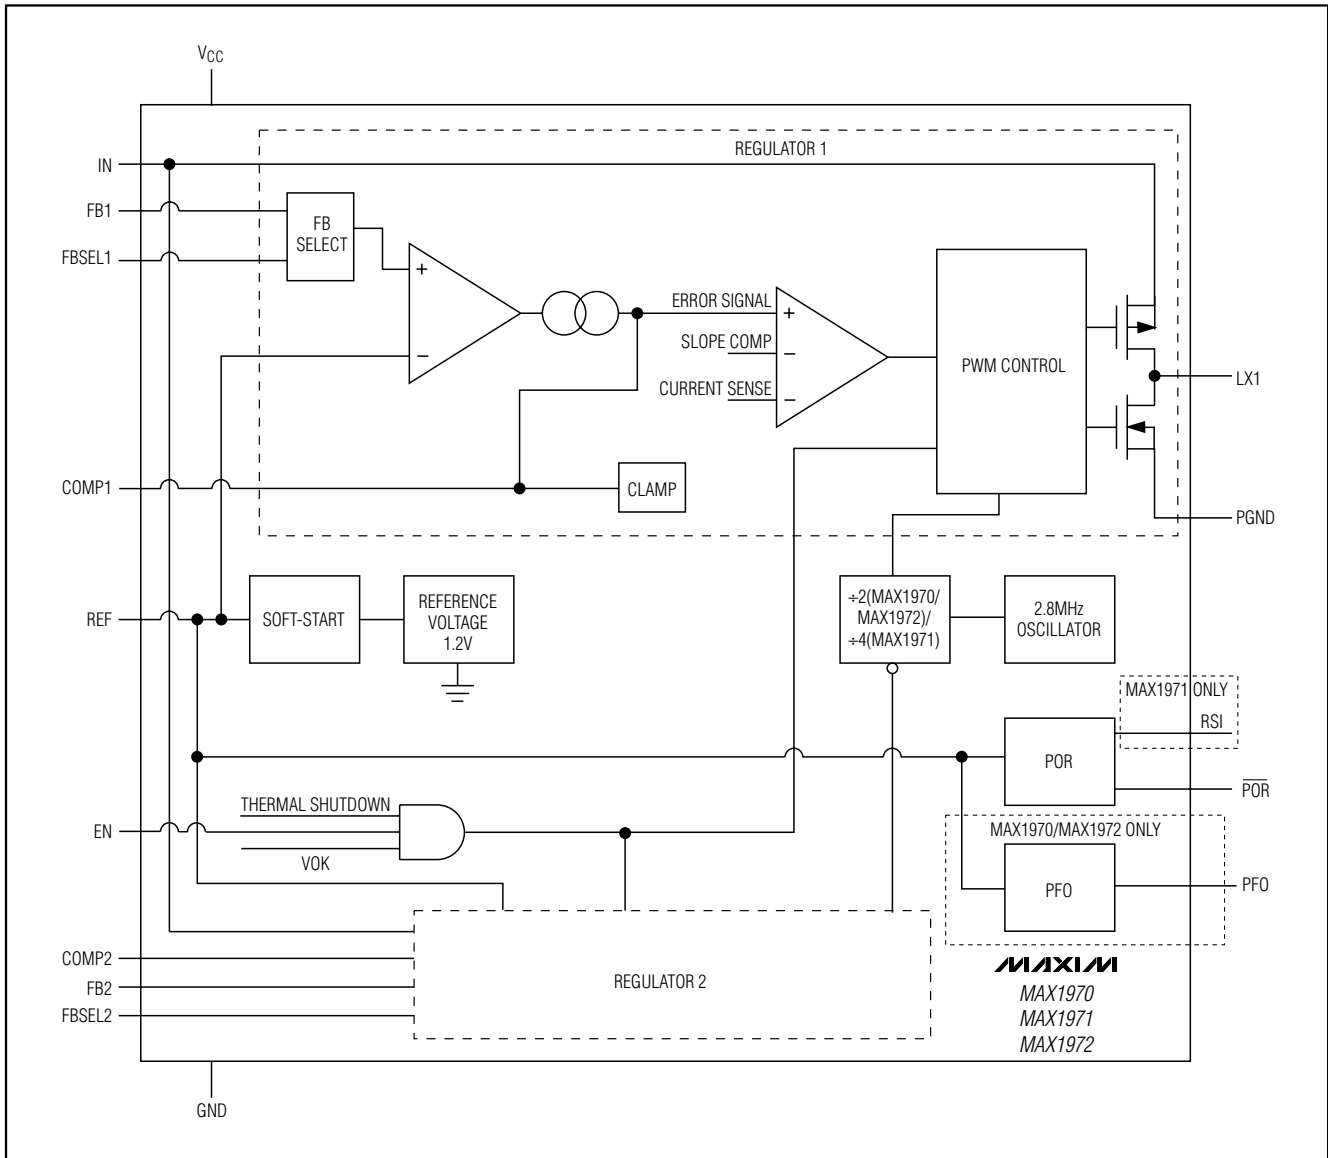 VCC
IN
REGULATOR 1
FB1
FB
SELECT
FBSEL1
+
−
ERROR SIGNAL
+
SLOPE COMP
−
CURRENT SENSE
−
PWM CONTROL
LX1
COMP1
CLAMP
PGND
REF
SOFT-START
REFERENCE
VOLTAGE
1.2V
÷2(MAX1970/
MAX1972)/
÷4(MAX1971)
2.8MHz
OSCILLATOR
MAX1971 ONLY
RSI
POR
POR
THERMAL SHUTDOWN
EN
VOK
MAX1970/MAX1972 ONLY
PFO
PFO
COMP2
FB2
FBSEL2
REGULATOR 2
MAXIM
MAX1970
MAX1971
MAX1972
GND